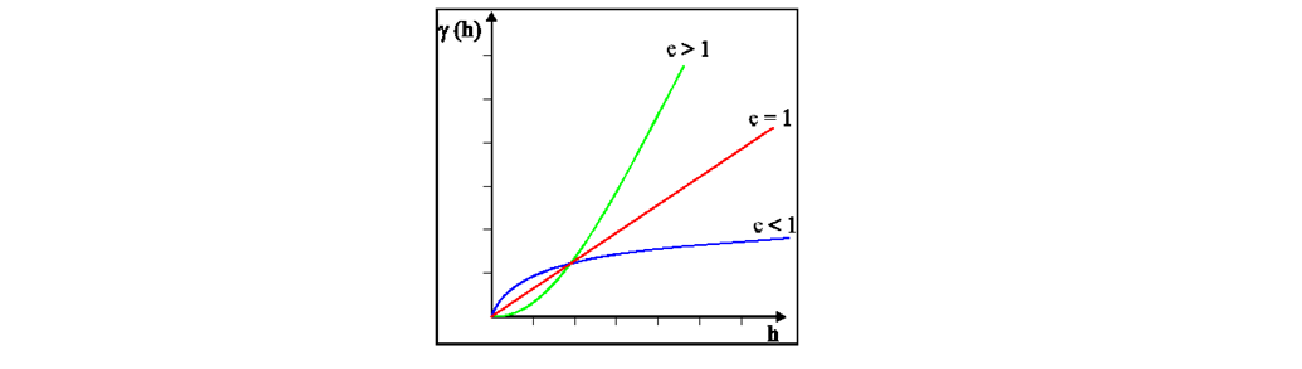 γ (h)
c > 1
c = 1
c < 1
h